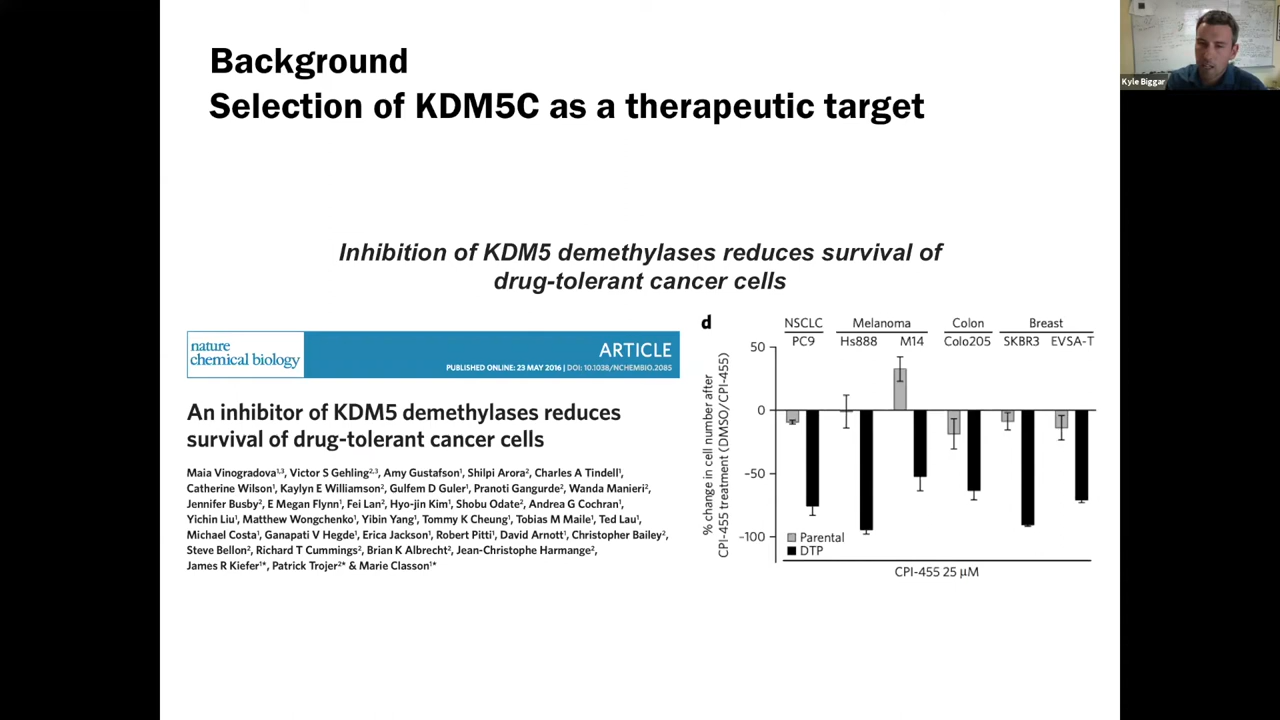 Background
Selection of KDM5C as a therapeutic target
Kyle Biggar
Inhibition of KDM5 demethylases reduces survival of
drug-tolerant cancer cells
nature
chemical biology
ARTICLE
PUBLISHED ONLINE: 23 MAY 2016 | DOI: 10.1038/NCHEMBIO.2085
An inhibitor of KDM5 demethylases reduces
survival of drug-tolerant cancer cells
Maia Vinogradova1,3, Victor S Gehling2,3, Amy Gustafson1, Shilpi Arora2, Charles A Tindell1,
Catherine Wilson1, Kaylyn E Williamson2, Gulfem D Guler1, Pranoti Gangurde2, Wanda Manieri2,
Jennifer Busby2, E Megan Flynn1, Fei Lan2, Hyo-jin Kim1, Shobu Odate2, Andrea G Cochran1,
Yichin Liu1, Matthew Wongchenko1, Yibin Yang1, Tommy K Cheung1, Tobias M Maile1, Ted Lau1,
Michael Costa1, Ganapati V Hegde1, Erica Jackson1, Robert Pitti1, David Arnott1, Christopher Bailey2,
Steve Bellon2, Richard T Cummings2, Brian K Albrecht2, Jean-Christophe Harmange2,
James R Kiefer1*, Patrick Trojer2* & Marie Classon1*
d
NSCLC Melanoma Colon Breast
PC9 Hs888 M14 Colo205 SKBR3 EVSA-T
% change in cell number after
CPI-455 treatment (DMSO/CPI-455)
50
0
–50
–100
Parental
DTP
CPI-455 25 μM